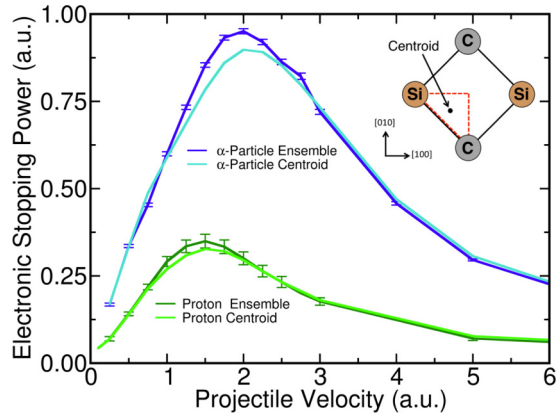 Electronic Stopping Power (a.u.)
1.00
0.75
0.50
0.25
0.00
0 1 2 3 4 5 6
Projectile Velocity (a.u.)
α-Particle Ensemble
α-Particle Centroid
Proton Ensemble
Proton Centroid
C
Centroid
Si Si
C
[010]
[100]